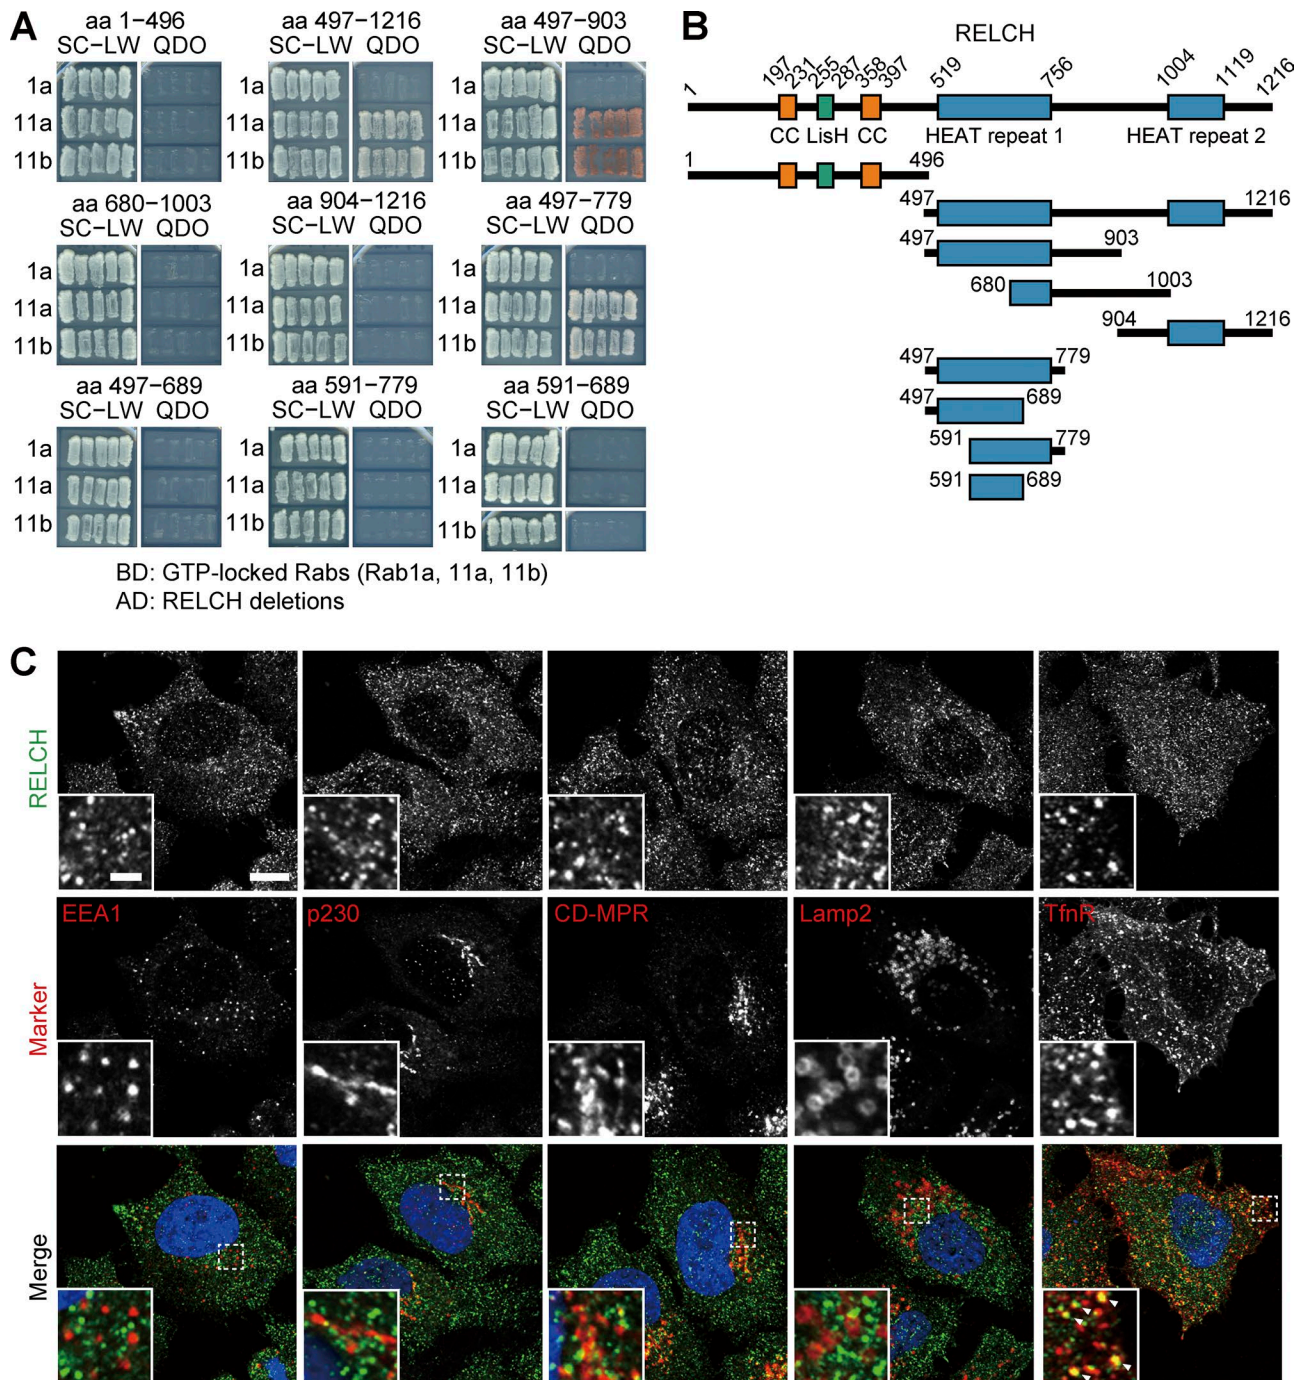 A
aa 1–496
SC–LW QDO
1a
11a
11b
aa 497–1216
SC–LW QDO
1a
11a
11b
aa 497–903
SC–LW QDO
1a
11a
11b
aa 680–1003
SC–LW QDO
1a
11a
11b
aa 904–1216
SC–LW QDO
1a
11a
11b
aa 497–779
SC–LW QDO
1a
11a
11b
aa 497–689
SC–LW QDO
1a
11a
11b
aa 591–779
SC–LW QDO
1a
11a
11b
aa 591–689
SC–LW QDO
1a
11a
11b
BD: GTP-locked Rabs (Rab1a, 11a, 11b)
AD: RELCH deletions
B
RELCH
1 197 231 255 287 358 397 519 756 1004 1119 1216
CC LisH CC HEAT repeat 1 HEAT repeat 2
1 496
497 1216
497 903
680 1003
904 1216
497 779
497 689
591 779
591 689
C
RELCH
Marker
EEA1 p230 CD-MPR Lamp2 TfnR
Merge